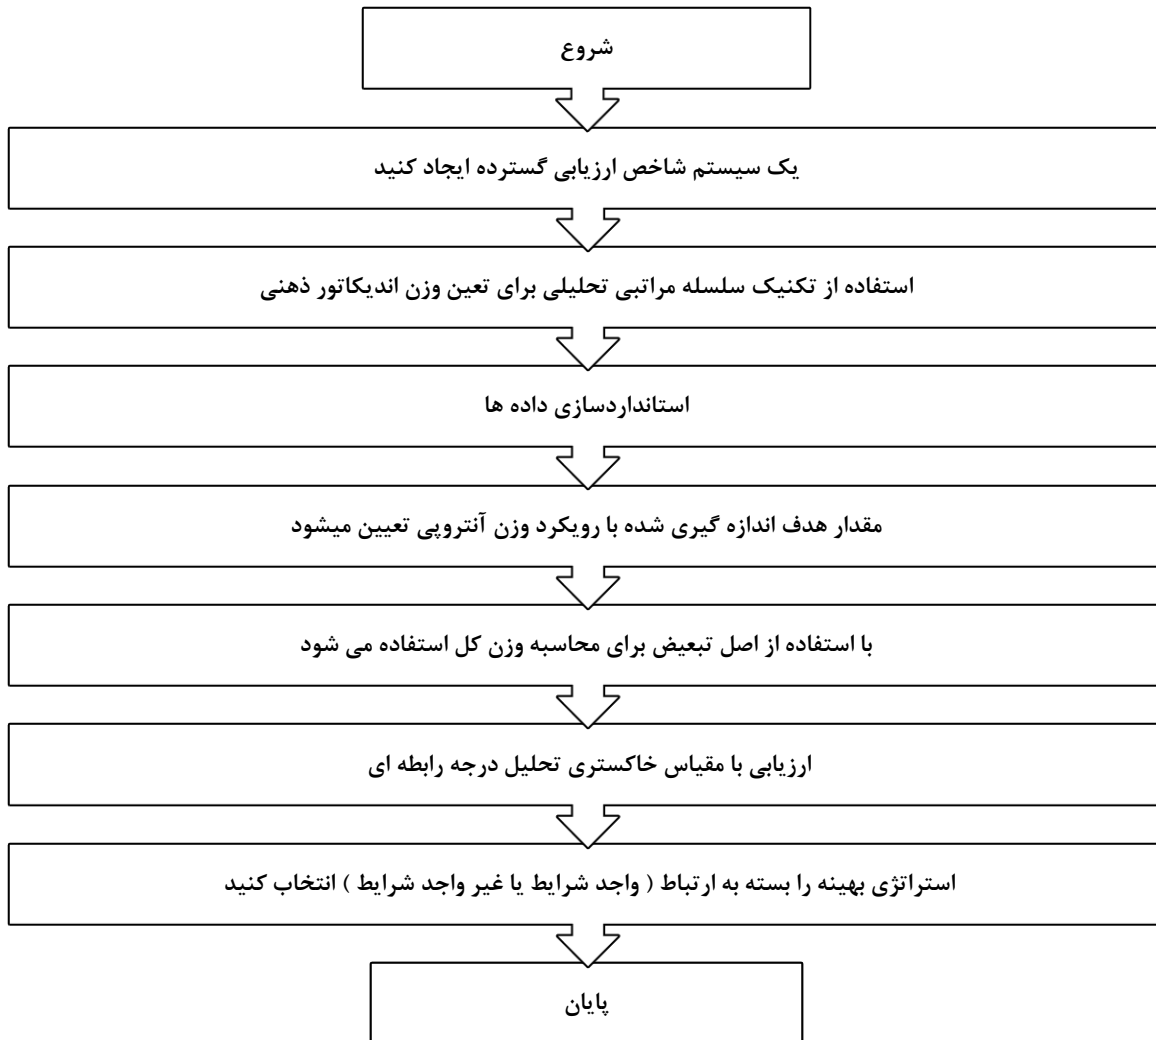 شروع
یک سیستم شاخص ارزیابی گسترده ایجاد کنید
استفاده از تکنیک سلسله مراتبی تحلیلی برای تعین وزن اندیکاتور ذهنی
استانداردسازی داده ها
مقدار هدف اندازه گیری شده با رویکرد وزن آنتروپی تعیین میشود
با استفاده از اصل تبعیض برای محاسبه وزن کل استفاده می شود
ارزیابی با مقیاس خاکستری تحلیل درجه رابطه ای
استراتژی بهینه را بسته به ارتباط ( واجد شرایط یا غیر واجد شرایط ) انتخاب کنید
پایان